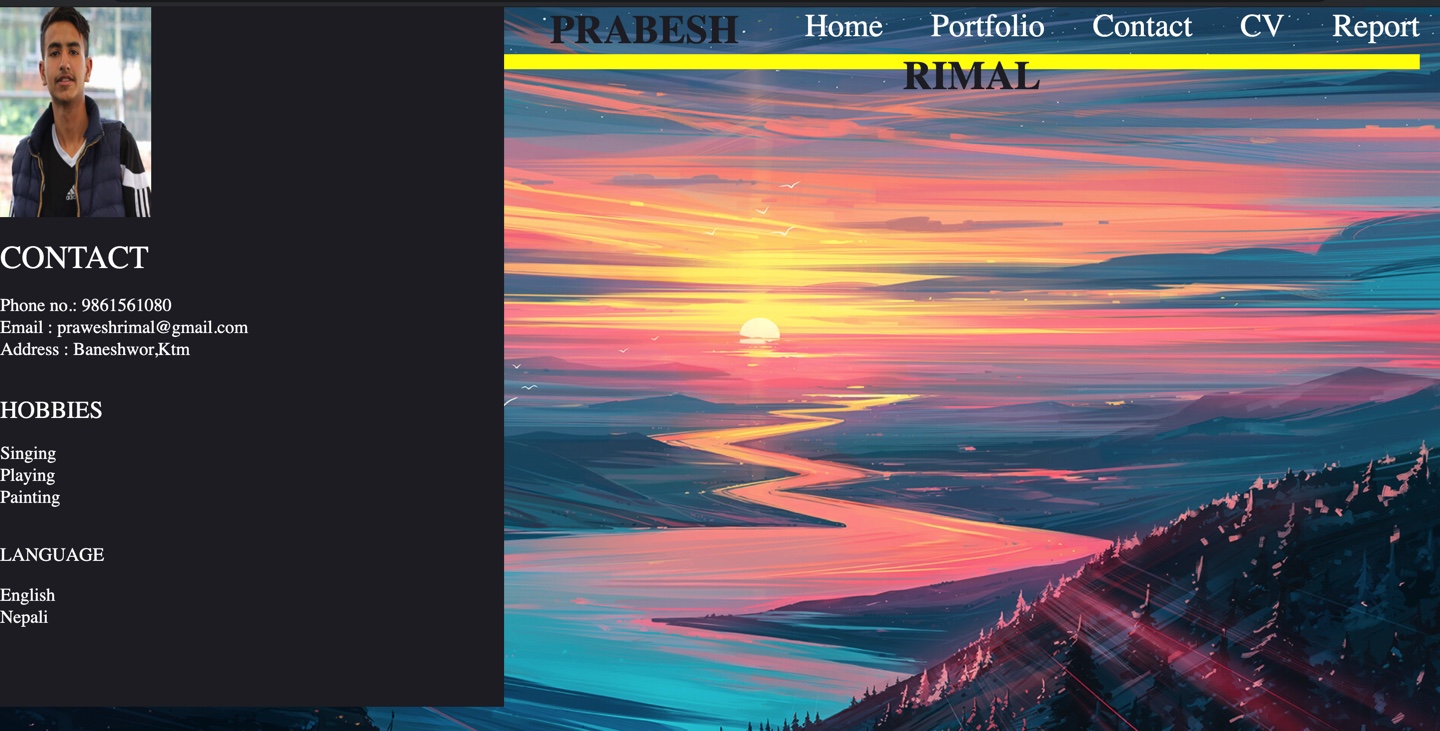 PRABESH
Home Portfolio Contact CV Report
RIMAL
CONTACT
Phone no.: 9861561080
Email : praweshrimal@gmail.com
Address : Baneshwor,Ktm
HOBBIES
Singing
Playing
Painting
LANGUAGE
English
Nepali